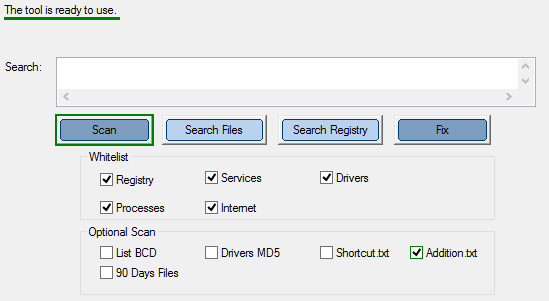 The tool is ready to use.
Search:
Scan Search Files Search Registry Fix
Whitelist
Registry Services Drivers
Processes Internet
Optional Scan
List BCD Drivers MD5 Shortcut.txt Addition.txt
90 Days Files